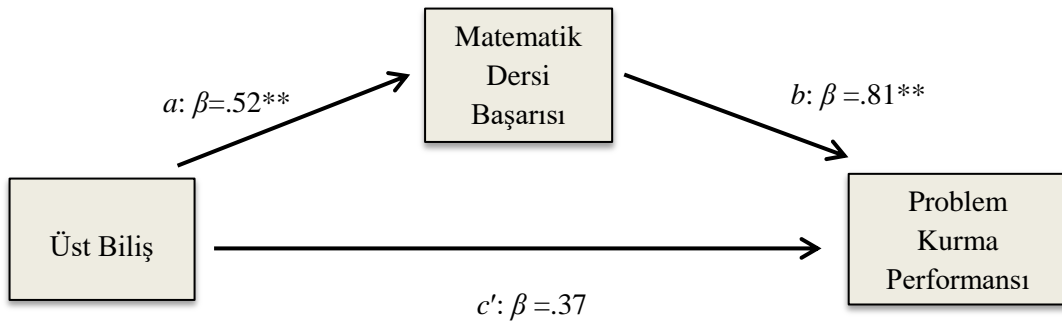 Matematik
Dersi
Başarısı
a: β=.52**
b: β =.81**
Üst Biliş
Problem
Kurma
Performansı
c′: β =.37